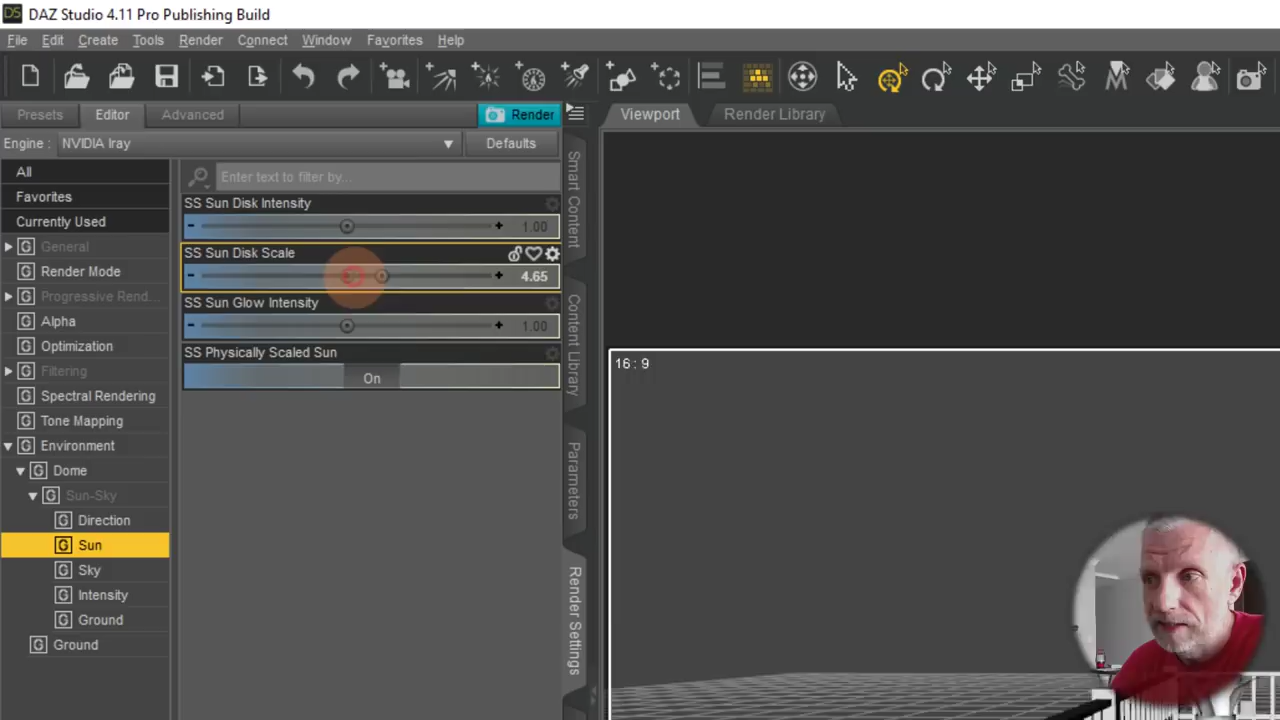 DS DAZ Studio 4.11 Pro Publishing Build
File Edit Create Tools Render Connect Window Favorites Help
Presets Editor Advanced Render Viewport Render Library
Engine : NVIDIA Iray Defaults
All
Favorites
Currently Used
G General
G Render Mode
G Progressive Rend...
G Alpha
G Optimization
G Filtering
G Spectral Rendering
G Tone Mapping
G Environment
G Dome
G Sun-Sky
G Direction
G Sun
G Sky
G Intensity
G Ground
G Ground
Enter text to filter by...
SS Sun Disk Intensity
- + 1.00
SS Sun Disk Scale
- + 4.65
SS Sun Glow Intensity
- + 1.00
SS Physically Scaled Sun
On
Smart Content
Content Library
Parameters
Render Settings
16 : 9